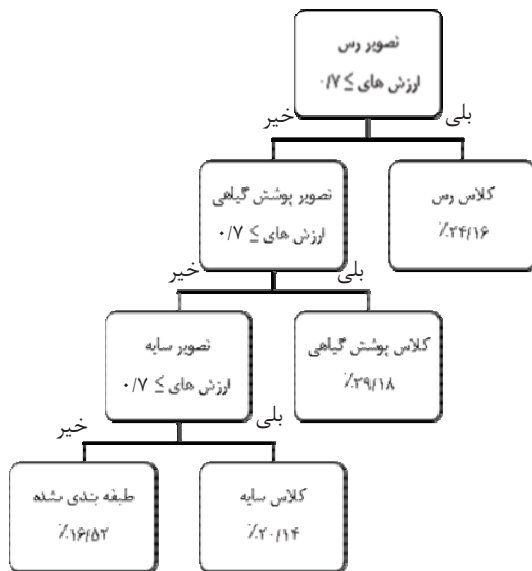 تصویر رس
ارزش های ≥ ۰/۷
بلی
خیر
کلاس رس
٪۲۴/۱۶
تصویر پوشش گیاهی
ارزش های ≥ ۰/۷
بلی
خیر
کلاس پوشش گیاهی
٪۳۹/۱۸
تصویر سایه
ارزش های ≥ ۰/۷
بلی
خیر
کلاس سایه
٪۲۰/۱۴
طبقه بندی نشده
٪۱۶/۵۲